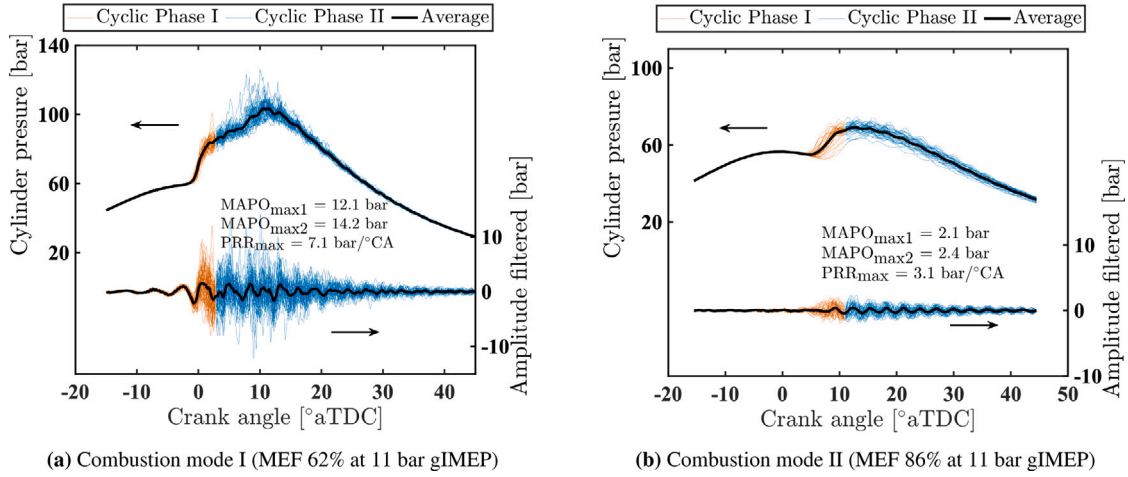 Cyclic Phase I Cyclic Phase II Average
Cylinder presure [bar]
140
100
60
20
MAPOmax1 = 12.1 bar
MAPOmax2 = 14.2 bar
PRRmax = 7.1 bar/°CA
10
0
-10
Amplitude filtered [bar]
-20 -10 0 10 20 30 40
Crank angle [°aTDC]
(a) Combustion mode I (MEF 62% at 11 bar gIMEP)
Cyclic Phase I Cyclic Phase II Average
Cylinder presure [bar]
100
60
20
MAPOmax1 = 2.1 bar
MAPOmax2 = 2.4 bar
PRRmax = 3.1 bar/°CA
10
0
-10
Amplitude filtered [bar]
-20 -10 0 10 20 30 40 50
Crank angle [°aTDC]
(b) Combustion mode II (MEF 86% at 11 bar gIMEP)